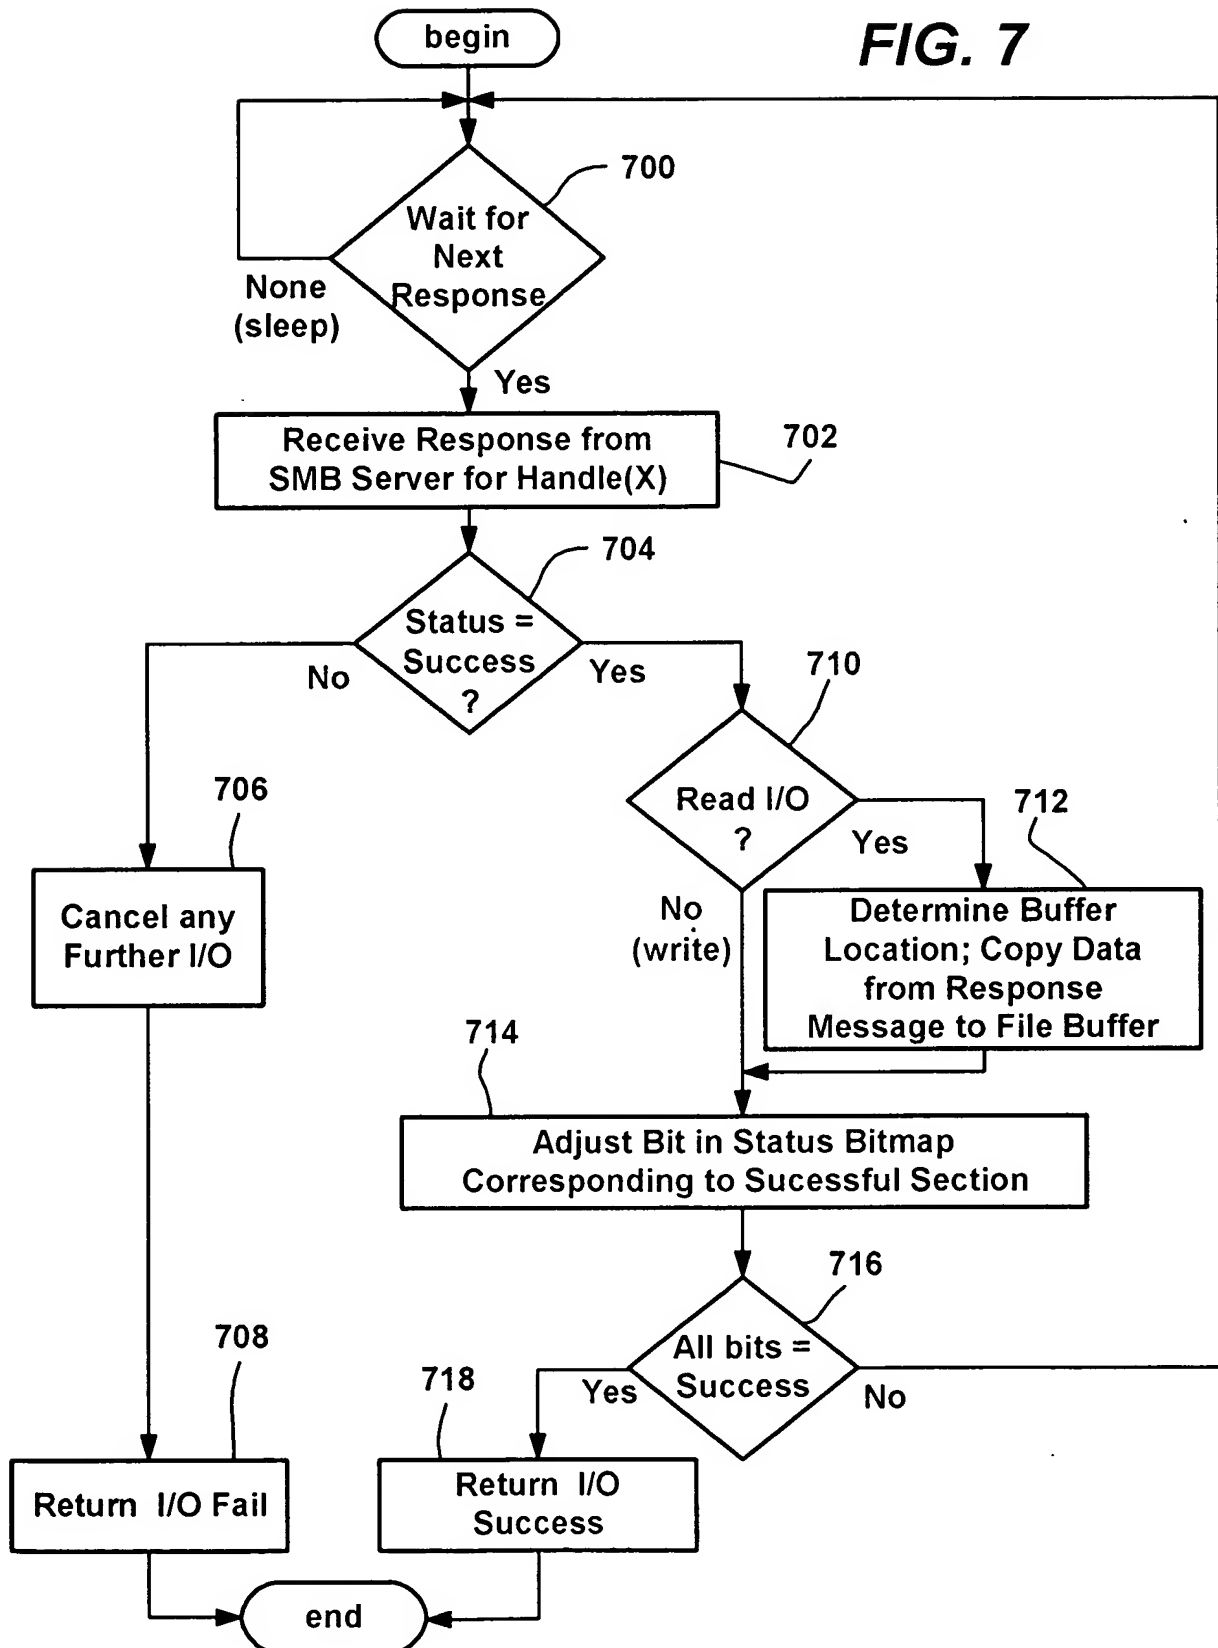 begin
FIG. 7
700
Wait for
Next
Response
None
(sleep)
Yes
Receive Response from
SMB Server for Handle(X)
702
704
Status =
Success
?
No
Yes
710
706
Read I/O
?
Yes
712
Cancel any
Further I/O
No
(write)
Determine Buffer
Location; Copy Data
from Response
Message to File Buffer
714
Adjust Bit in Status Bitmap
Corresponding to Sucessful Section
716
All bits =
Success
708
718
Yes
No
Return I/O Fail
Return I/O
Success
end